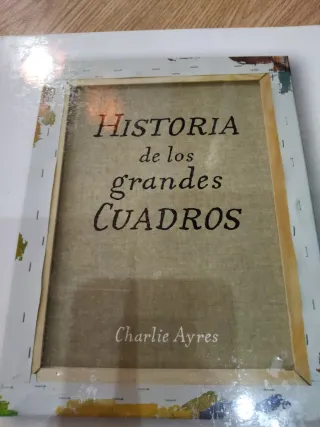 HISTORIA
de los
grandes
CUADROS
Charlie Ayres